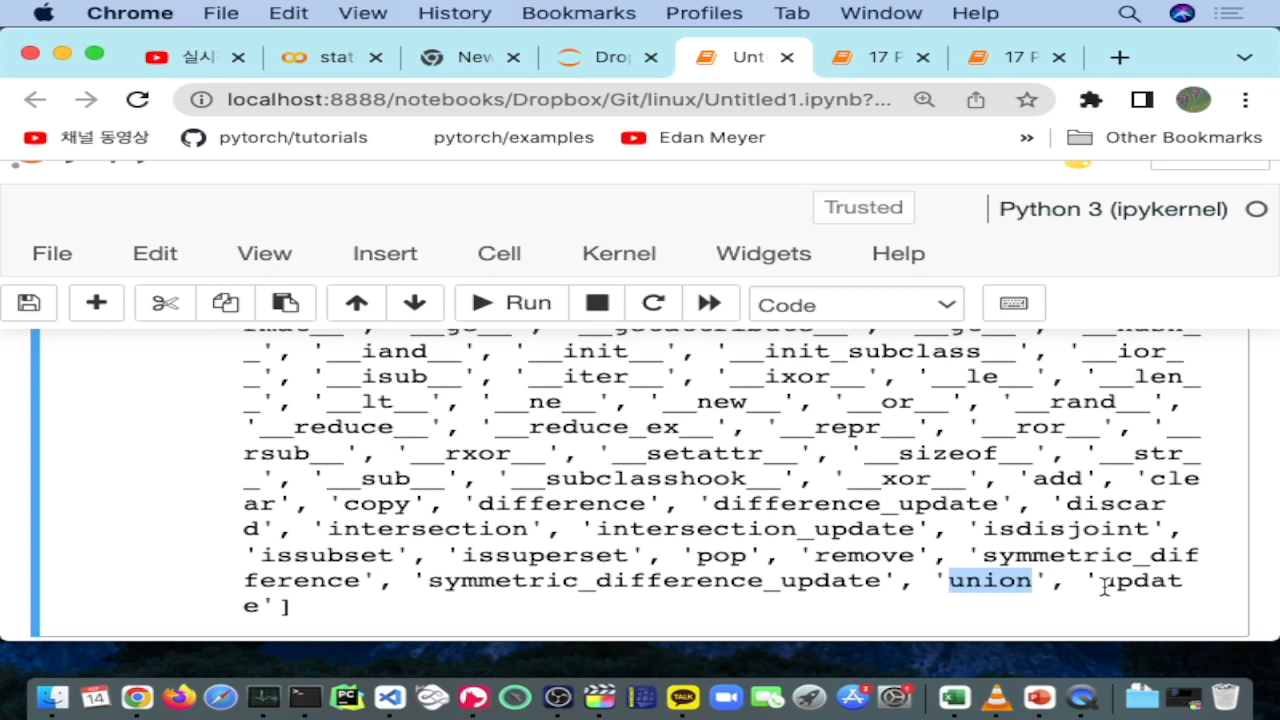 Chrome File Edit View History Bookmarks Profiles Tab Window Help
실시 stat New Dro Unt 17 F 17 F
localhost:8888/notebooks/Dropbox/Git/linux/Untitled1.ipynb?...
채널 동영상 pytorch/tutorials pytorch/examples Edan Meyer » Other Bookmarks
Trusted Python 3 (ipykernel)
File Edit View Insert Cell Kernel Widgets Help
Run Code
_', '__iand__', '__init__', '__init_subclass__', '__ior_
_', '__isub__', '__iter__', '__ixor__', '__le__', '__len_
_', '__lt__', '__ne__', '__new__', '__or__', '__rand__',
'__reduce__', '__reduce_ex__', '__repr__', '__ror__', '__
rsub__', '__rxor__', '__setattr__', '__sizeof__', '__str_
_', '__sub__', '__subclasshook__', '__xor__', 'add', 'cle
ar', 'copy', 'difference', 'difference_update', 'discar
d', 'intersection', 'intersection_update', 'isdisjoint',
'issubset', 'issuperset', 'pop', 'remove', 'symmetric_dif
ference', 'symmetric_difference_update', 'union', 'updat
e']
14
TALK